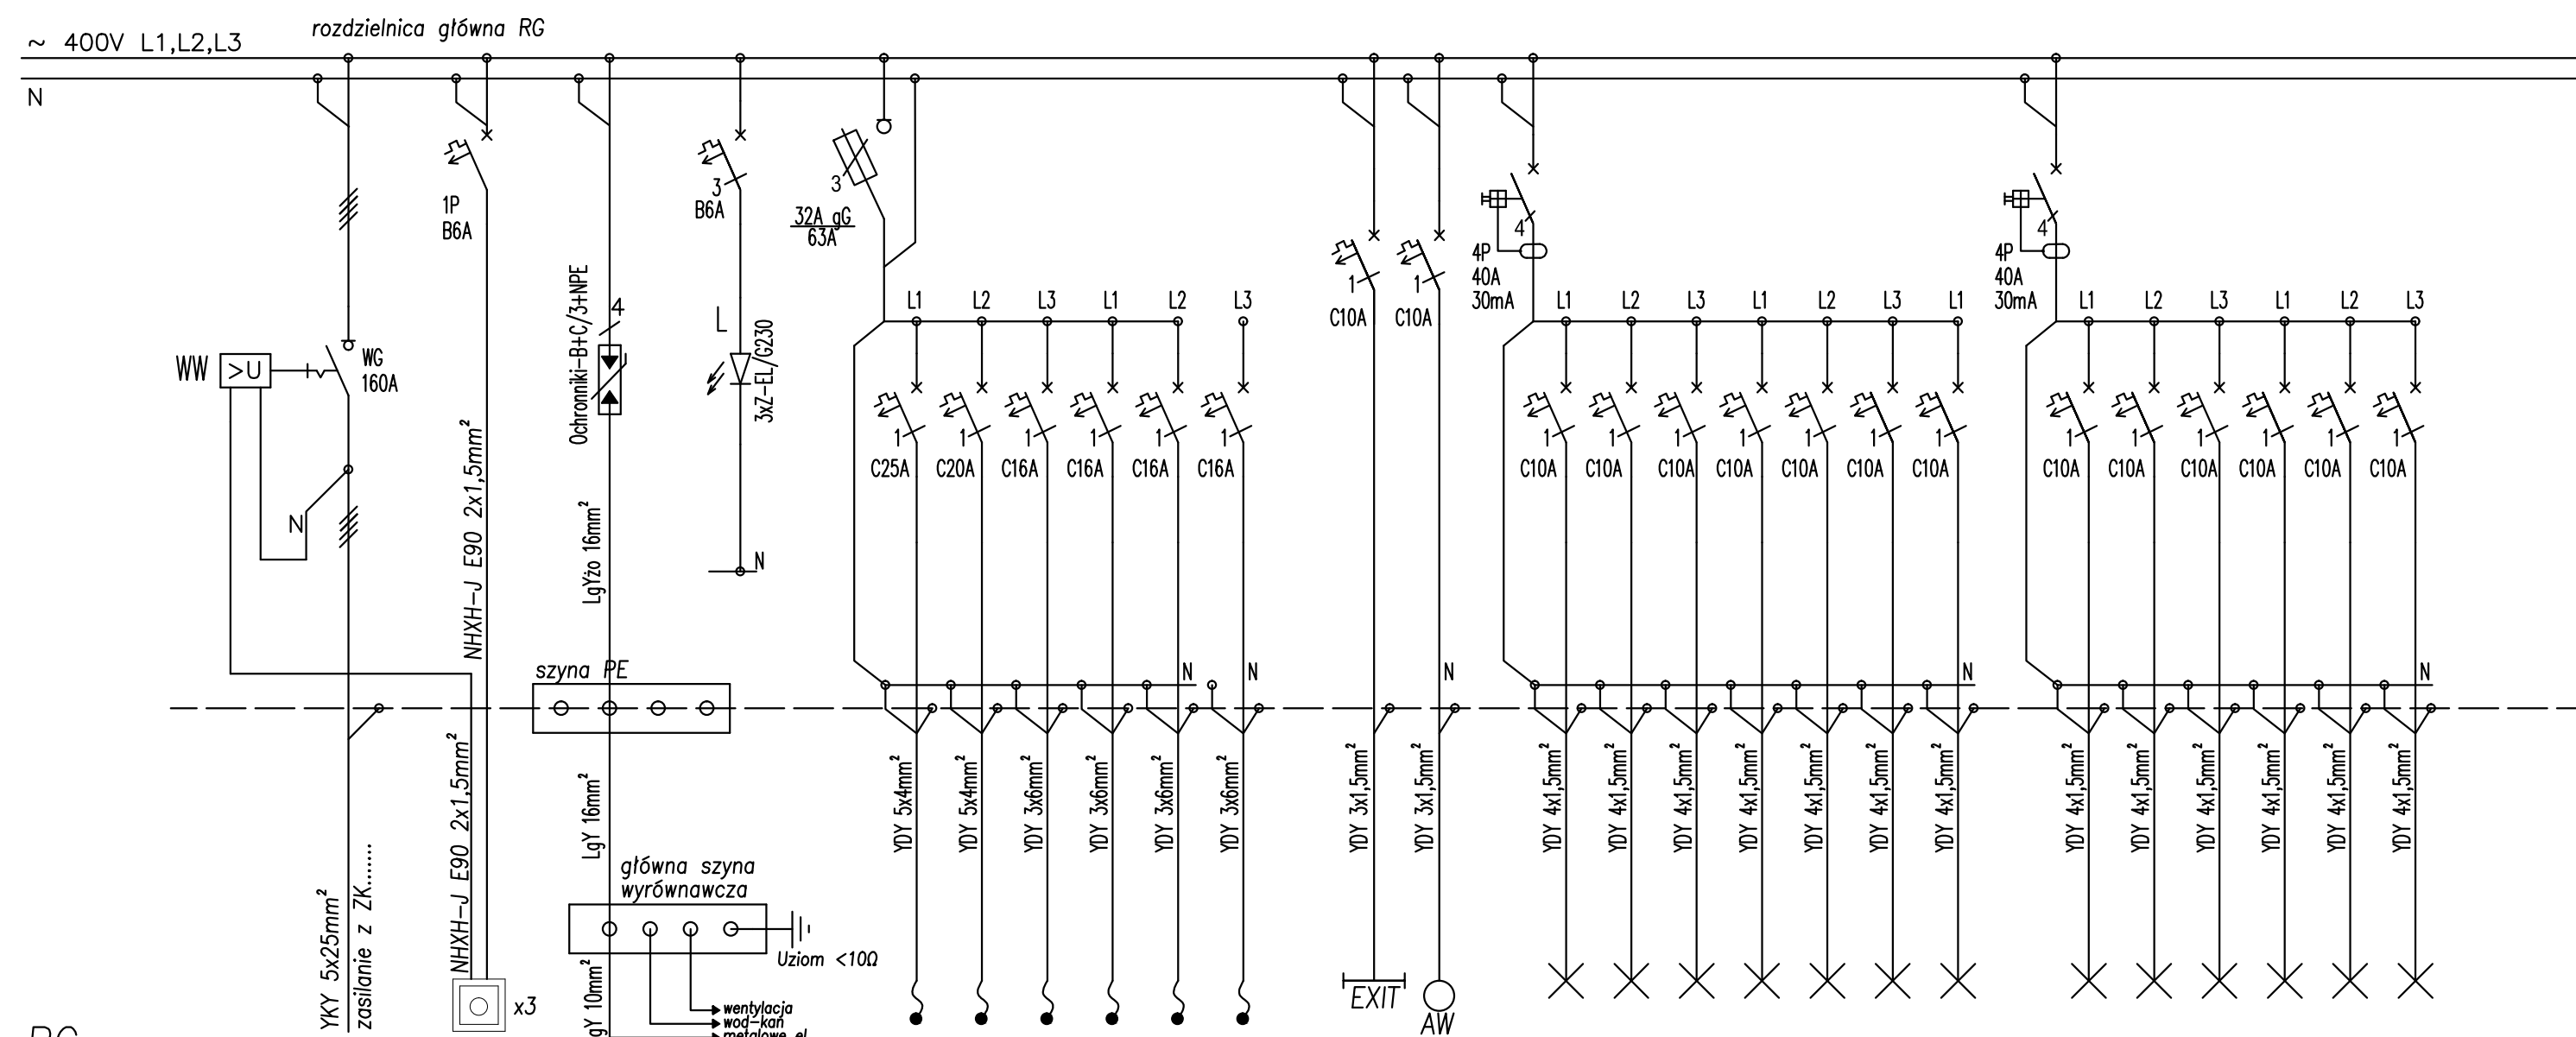 rozdzielnica główna RG
~ 400V L1,L2,L3
N
1P
B6A
3
B6A
3
32A gG
63A
1
C10A
1
C10A
4
4P
40A
30mA
4
4P
40A
30mA
Ochronniki-B+C/3+NPE
4
L
3xZ-EL/G230
WW
>U
WG
160A
L1 L2 L3 L1 L2 L3
L1 L2 L3 L1 L2 L3 L1
L1 L2 L3 L1 L2 L3
1 1 1 1 1 1
C25A C20A C16A C16A C16A C16A
1 1 1 1 1 1 1
C10A C10A C10A C10A C10A C10A C10A
1 1 1 1 1 1
C10A C10A C10A C10A C10A C10A
N
NHXH-J E90 2x1,5mm²
LgYżo 16mm²
N
szyna PE
N N N N N
YKY 5x25mm²
zasilanie z ZK.......
NHXH-J E90 2x1,5mm²
x3
LgY 16mm²
główna szyna
wyrównawcza
Uziom <10Ω
gY 10mm²
wentylacja
wod-kan
metalowe el
YDY 5x4mm²
YDY 5x4mm²
YDY 3x6mm²
YDY 3x6mm²
YDY 3x6mm²
YDY 3x6mm²
YDY 3x1,5mm²
YDY 3x1,5mm²
EXIT
AW
YDY 4x1,5mm²
YDY 4x1,5mm²
YDY 4x1,5mm²
YDY 4x1,5mm²
YDY 4x1,5mm²
YDY 4x1,5mm²
YDY 4x1,5mm²
YDY 4x1,5mm²
YDY 4x1,5mm²
YDY 4x1,5mm²
YDY 4x1,5mm²
YDY 4x1,5mm²
YDY 4x1,5mm²